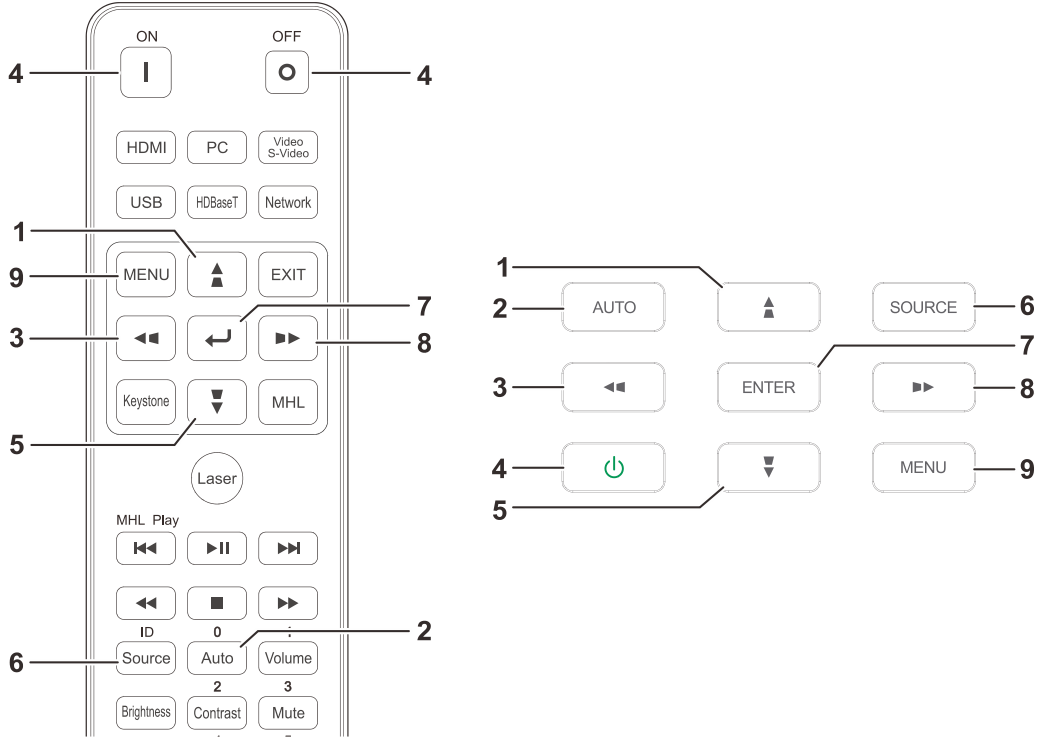 ON OFF
4 4
HDMI PC Video
S-Video
USB HDBaseT Network
1
9 MENU EXIT
7
3 8
Keystone MHL
5
Laser
MHL Play
ID 0 :
2
6 Source Auto Volume
2 3
Brightness Contrast Mute
1
2 AUTO SOURCE 6
7
3 ENTER 8
4 MENU 9
5